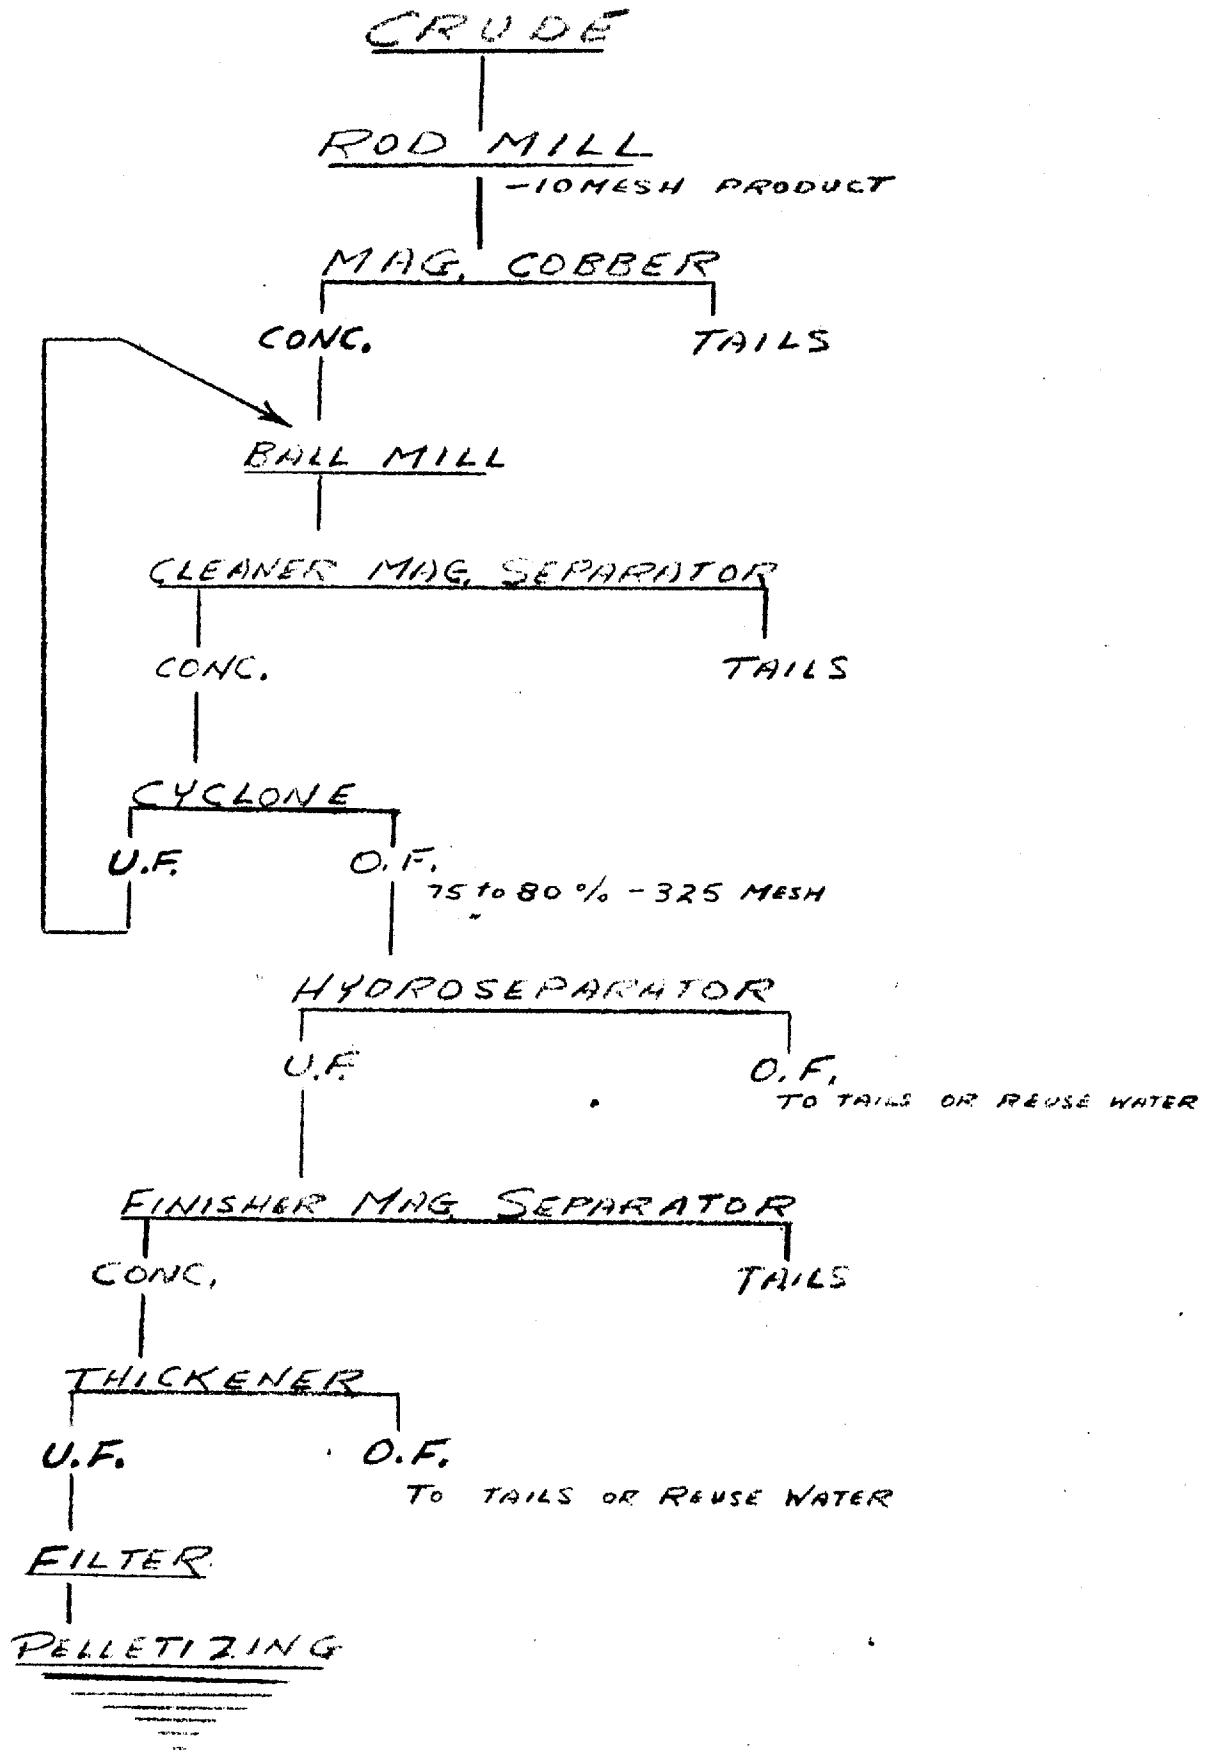 CRUDE
ROD MILL
-10 MESH PRODUCT
MAG. COBBER
CONC. TAILS
BALL MILL
CLEANER MAG. SEPARATOR
CONC. TAILS
CYCLONE
U.F. O.F.
75 to 80 % - 325 MESH
HYDROSEPARATOR
U.F. O.F.
TO TAILS OR REUSE WATER
FINISHER MAG. SEPARATOR
CONC. TAILS
THICKENER
U.F. O.F.
TO TAILS OR REUSE WATER
FILTER
PELLETIZING